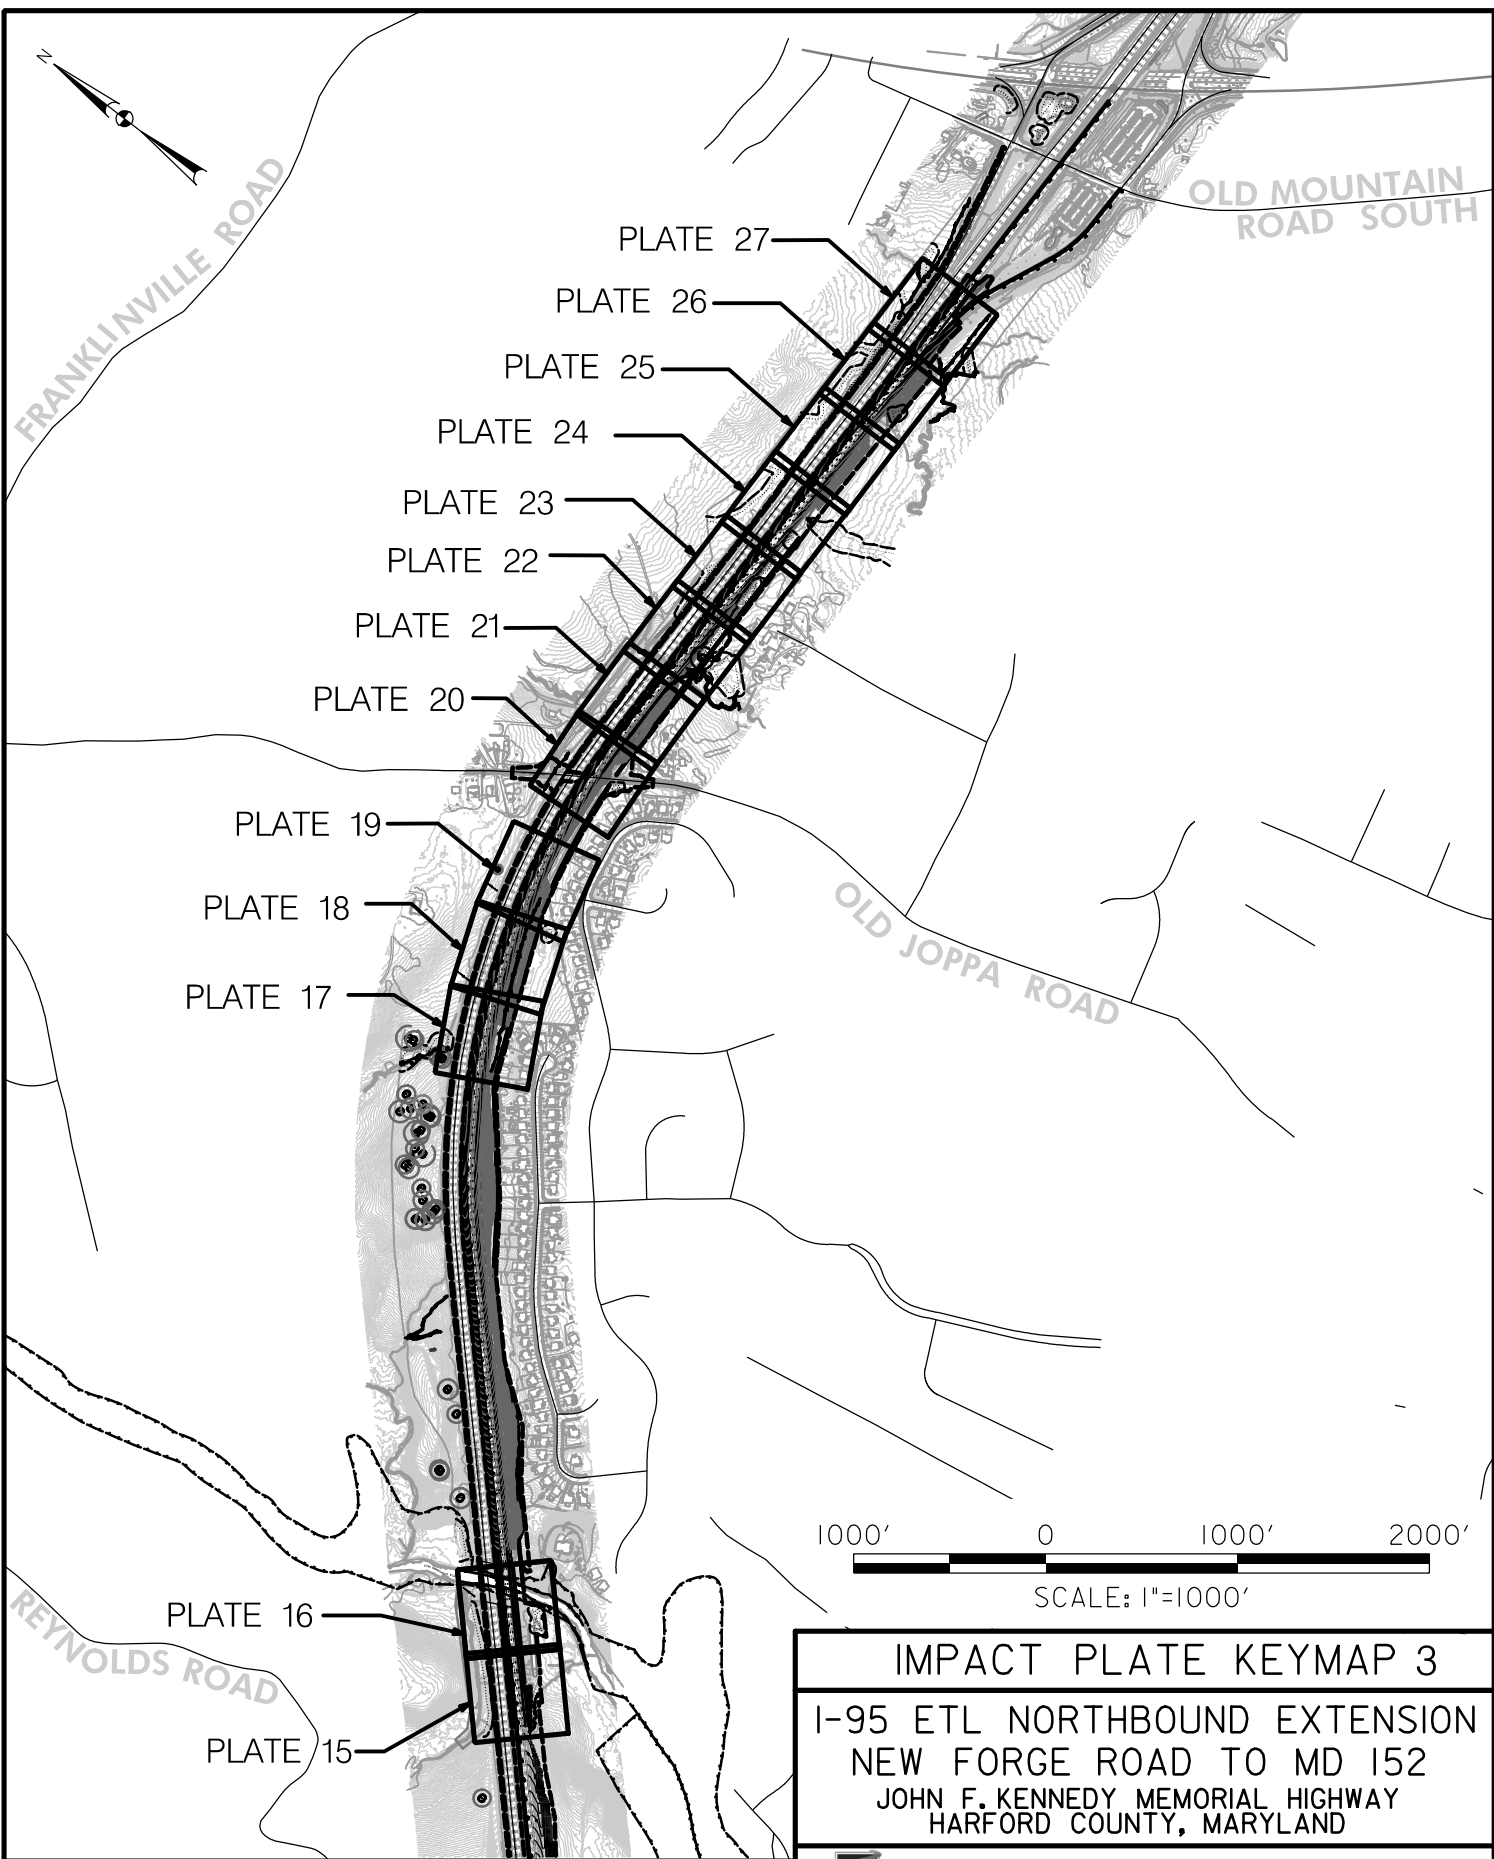 N
FRANKLINVILLE ROAD
OLD MOUNTAIN
ROAD SOUTH
PLATE 27
PLATE 26
PLATE 25
PLATE 24
PLATE 23
PLATE 22
PLATE 21
PLATE 20
PLATE 19
PLATE 18
PLATE 17
OLD JOPPA ROAD
PLATE 16
REYNOLDS ROAD
PLATE 15
1000' 0 1000' 2000'
SCALE: 1"=1000'
IMPACT PLATE KEYMAP 3
I-95 ETL NORTHBOUND EXTENSION
NEW FORGE ROAD TO MD 152
JOHN F. KENNEDY MEMORIAL HIGHWAY
HARFORD COUNTY, MARYLAND